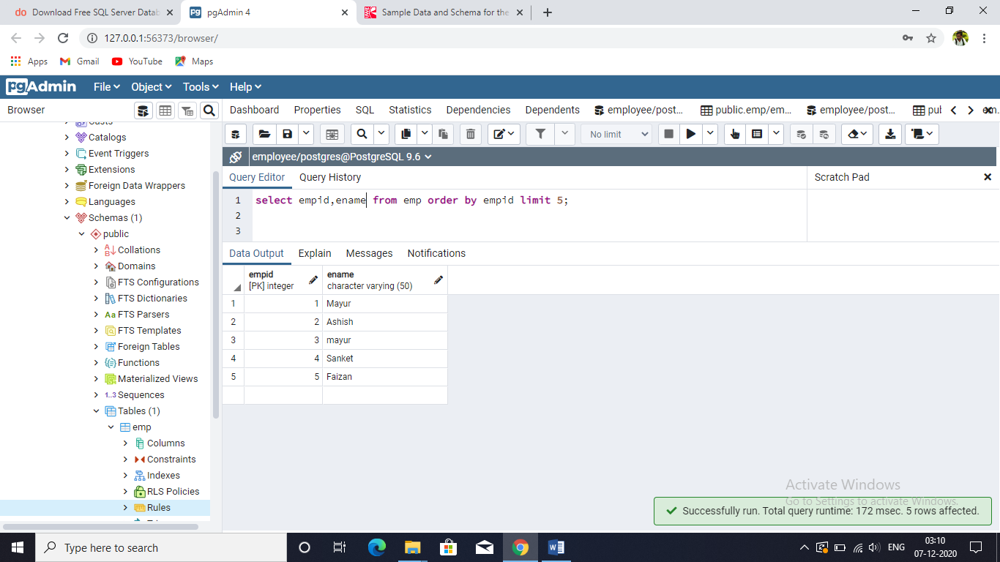 do Download Free SQL Server Datab
pgAdmin 4
Sample Data and Schema for the
127.0.0.1:56373/browser/
Apps
Gmail
YouTube
Maps
pgAdmin
File
Object
Tools
Help
Browser
Dashboard
Properties
SQL
Statistics
Dependencies
Dependents
employee/post...
public.emp/em...
employee/post...
Catalogs
Event Triggers
Extensions
Foreign Data Wrappers
Languages
Schemas (1)
public
Collations
Domains
FTS Configurations
FTS Dictionaries
Aa FTS Parsers
FTS Templates
Foreign Tables
Functions
Materialized Views
1..3 Sequences
Tables (1)
emp
Columns
Constraints
Indexes
RLS Policies
Rules
No limit
employee/postgres@PostgreSQL 9.6
Query Editor
Query History
Scratch Pad
1 select empid,ename from emp order by empid limit 5;
2
3
Data Output
Explain
Messages
Notifications
empid
[PK] integer
ename
character varying (50)
1 1 Mayur
2 2 Ashish
3 3 mayur
4 4 Sanket
5 5 Faizan
Activate Windows
Go to Settings to activate Windows.
Successfully run. Total query runtime: 172 msec. 5 rows affected.
Type here to search
ENG
03:10
07-12-2020